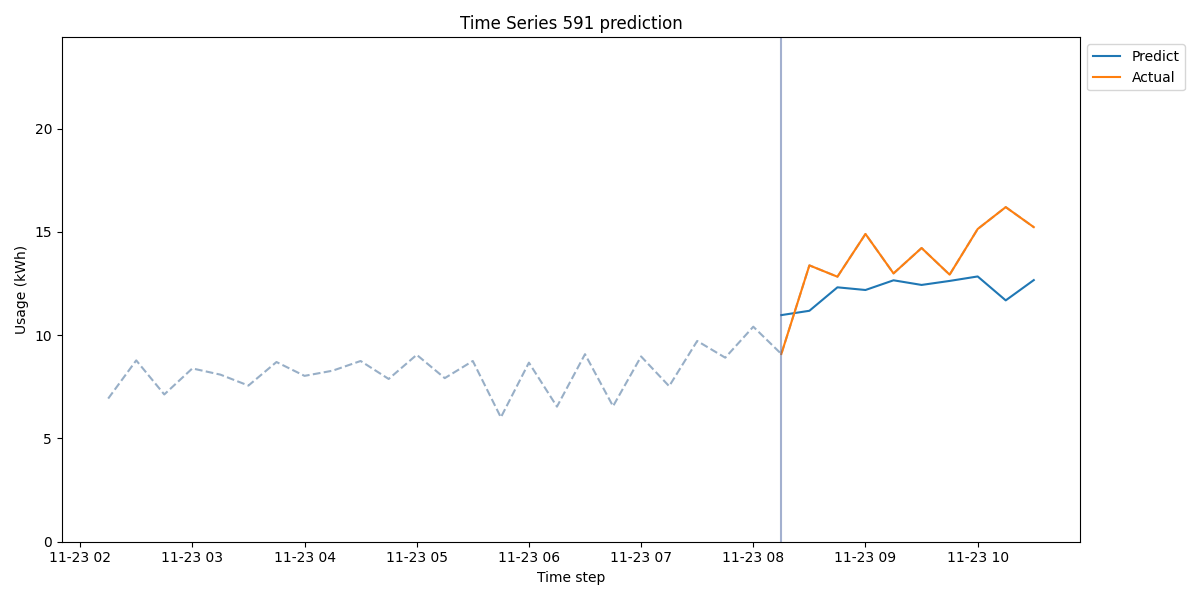 Time Series 591 prediction
Predict
Actual
Usage (kWh)
20
15
10
5
0
11-23 02 11-23 03 11-23 04 11-23 05 11-23 06 11-23 07 11-23 08 11-23 09 11-23 10
Time step